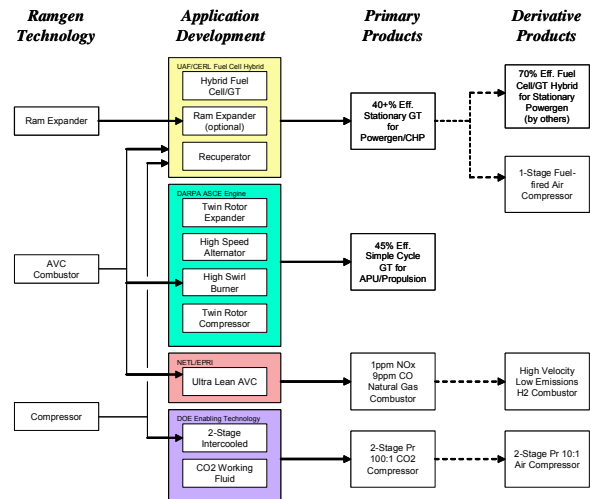 Ramgen
Technology
Application
Development
Primary
Products
Derivative
Products
UAF/CERL Fuel Cell Hybrid
Hybrid Fuel
Cell/GT
Ram Expander
Ram Expander
(optional)
Recuperator
40+% Eff.
Stationary GT
for
Powergen/CHP
70% Eff. Fuel
Cell/GT Hybrid
for Stationary
Powergen
(by others)
1-Stage Fuel-
fired Air
Compressor
DARPA ASCE Engine
Twin Rotor
Expander
High Speed
Alternator
AVC
Combustor
High Swirl
Burner
Twin Rotor
Compressor
45% Eff.
Simple Cycle
GT for
APU/Propulsion
NETL/EPRI
Ultra Lean AVC
1ppm NOx
9ppm CO
Natural Gas
Combustor
High Velocity
Low Emissions
H2 Combustor
Compressor
DOE Enabling Technology
2-Stage
Intercooled
CO2 Working
Fluid
2-Stage Pr
100:1 CO2
Compressor
2-Stage Pr 10:1
Air Compressor